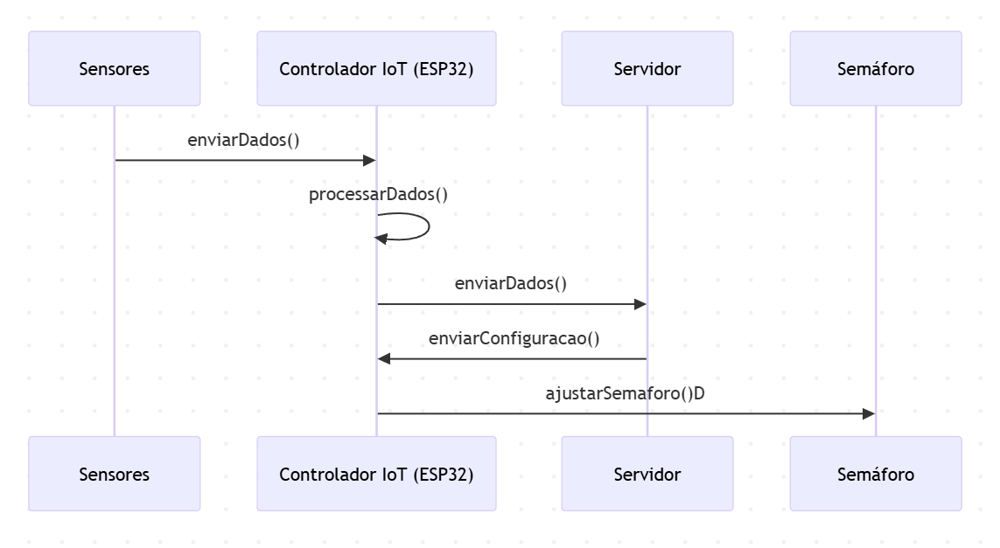 Sensores
Controlador IoT (ESP32)
Servidor
Semáforo
enviarDados()
processarDados()
enviarDados()
enviarConfiguracao()
ajustarSemaforo()D
Sensores
Controlador IoT (ESP32)
Servidor
Semáforo